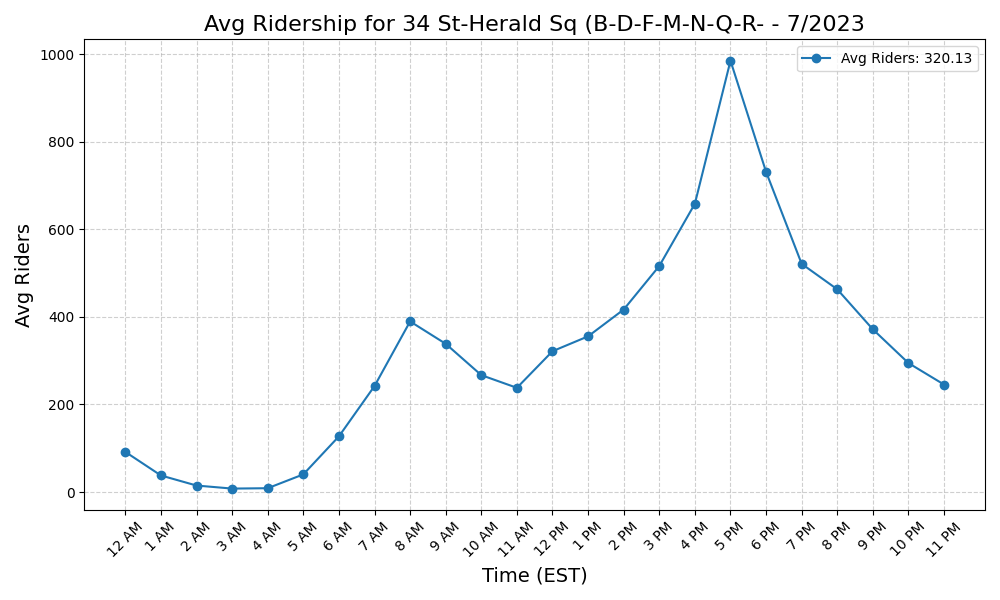 Avg Ridership for 34 St-Herald Sq (B-D-F-M-N-Q-R- - 7/2023
Avg Riders: 320.13
Avg Riders
1000
800
600
400
200
0
12 AM
1 AM
2 AM
3 AM
4 AM
5 AM
6 AM
7 AM
8 AM
9 AM
10 AM
11 AM
12 PM
1 PM
2 PM
3 PM
4 PM
5 PM
6 PM
7 PM
8 PM
9 PM
10 PM
11 PM
Time (EST)